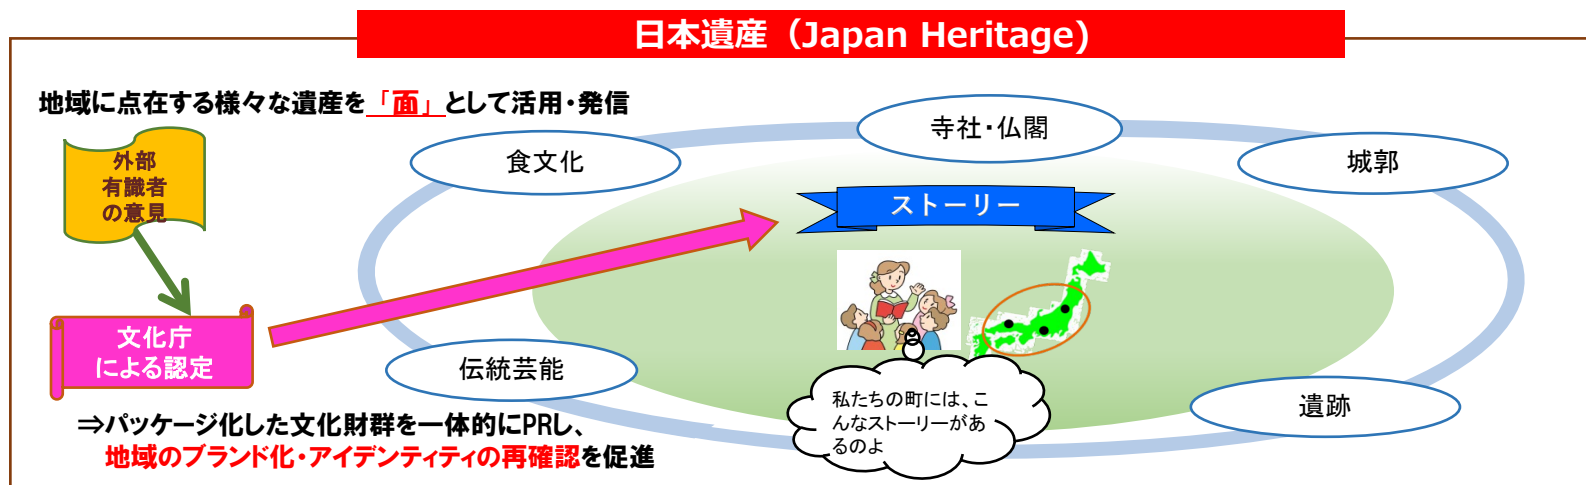 日本遺産（Japan Heritage)
地域に点在する様々な遺産を「面」として活用・発信
外部
有識者
の意見
文化庁
による認定
食文化
寺社・仏閣
城郭
ストーリー
伝統芸能
遺跡
私たちの町には、こ
んなストーリーがあ
るのよ
⇒パッケージ化した文化財群を一体的にPRし、
地域のブランド化・アイデンティティの再確認を促進